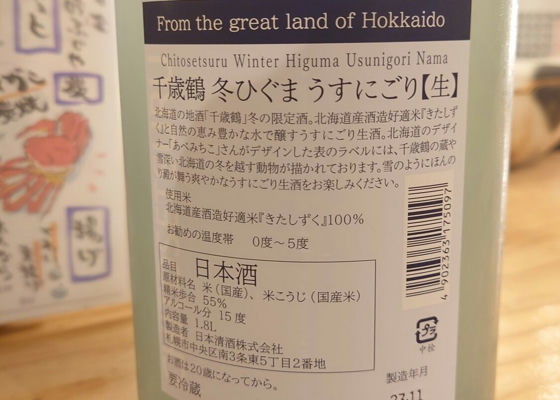 From the great land of Hokkaido
Chitosetsuru Winter Higuma Usunigori Nama
千歳鶴 冬ひぐま うすにごり【生】
北海道の地酒「千歳鶴」冬の限定酒。北海道産酒造好適米『きたしず
く』と自然の恵み豊かな水で醸すうすにごり生酒。北海道のデザイ
ナー「あべみちこ」さんがデザインした表のラベルには、千歳鶴の蔵や
雪深い北海道の冬を越す動物が描かれております。雪のようにほん
のり澱が舞う爽やかなうすにごり生酒をお楽しみください。
使用米
北海道産酒造好適米『きたしずく』100%
お勧めの温度帯 0度〜5度
品目 日本酒
原材料名 米(国産)、米こうじ(国産米)
精米歩合 55%
アルコール分 15度
内容量 1.8L
製造者 日本清酒株式会社
札幌市中央区南3条東5丁目2番地
お酒は20歳になってから。
要冷蔵
4902363175097
プラ
中栓
製造年月
23.11
揚げ